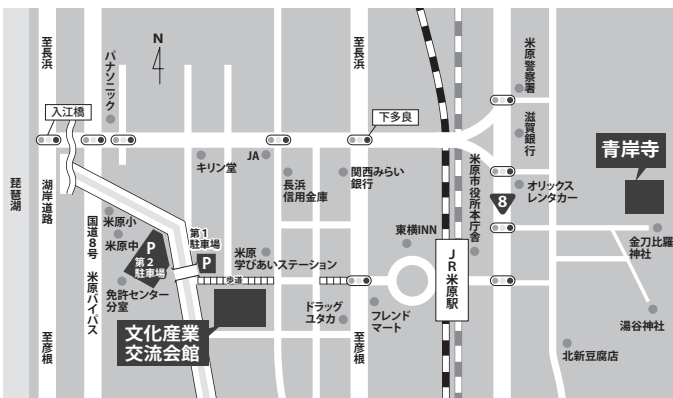 至長浜
パナソニック
N
至長浜
米原警察署
入江橋
下多良
滋賀
銀行
青岸寺
キリン堂
JA
長浜
信用金庫
関西みらい
銀行
米原市役所本庁舎
オリックス
レンタカー
8
琵琶湖
湖岸道路
国道8号 米原バイパス
米原小
米原中
P
第2
駐車場
第1
駐車場
P
米原
学びあいステーション
東横INN
JR米原駅
金刀比羅
神社
歩道
免許センター
分室
文化産業
交流会館
ドラッグ
ユタカ
フレンド
マート
湯谷神社
北新豆腐店
至彦根
至彦根